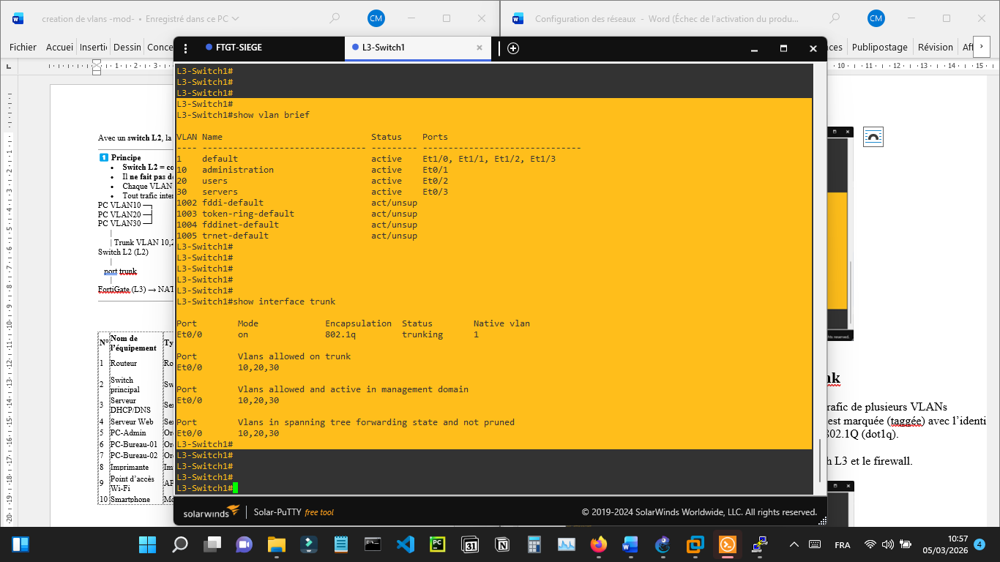 creation de vlans -mod- • Enregistré dans ce PC
CM
Configuration des réseaux - Word (Échec de l'activation du produ...
CM
Fichier Accuei Inserti Dessin Conce
Publipostage Révision
FTGT-SIEGE
L3-Switch1
L3-Switch1#
L3-Switch1#
L3-Switch1#
L3-Switch1#
L3-Switch1#show vlan brief
VLAN Name Status Ports
---- -------------------------------- --------- -------------------------------
1 default active Et1/0, Et1/1, Et1/2, Et1/3
10 administration active Et0/1
20 users active Et0/2
30 servers active Et0/3
1002 fddi-default act/unsup
1003 token-ring-default act/unsup
1004 fddinet-default act/unsup
1005 trnet-default act/unsup
L3-Switch1#
L3-Switch1#
L3-Switch1#
L3-Switch1#
L3-Switch1#
L3-Switch1#show interface trunk
Port Mode Encapsulation Status Native vlan
Et0/0 on 802.1q trunking 1
Port Vlans allowed on trunk
Et0/0 10,20,30
Port Vlans allowed and active in management domain
Et0/0 10,20,30
Port Vlans in spanning tree forwarding state and not pruned
Et0/0 10,20,30
L3-Switch1#
L3-Switch1#
L3-Switch1#
L3-Switch1#
L3-Switch1#
solarwinds Solar-PuTTY free tool © 2019-2024 SolarWinds Worldwide, LLC. All rights reserved.
Avec un switch L2, la
1 Principe
• Switch L2 = co
• Il ne fait pas de
• Chaque VLAN
• Tout trafic inter
PC VLAN10
PC VLAN20
PC VLAN30
|
| Trunk VLAN 10,2
Switch L2 (L2)
|
port trunk
|
FortiGate (L3) → NAT
N° Nom de l'équipement Ty
1 Routeur Ro
2 Switch principal Sw
3 Serveur DHCP/DNS Ser
4 Serveur Web Ser
5 PC-Admin Ord
6 PC-Bureau-01 Ord
7 PC-Bureau-02 Ord
8 Imprimante Im
9 Point d'accès Wi-Fi AP
10 Smartphone Mo
nk
rafic de plusieurs VLANs
est marquée (taggée) avec l'identi
802.1Q (dot1q).
h L3 et le firewall.
FRA
10:57
05/03/2026
4